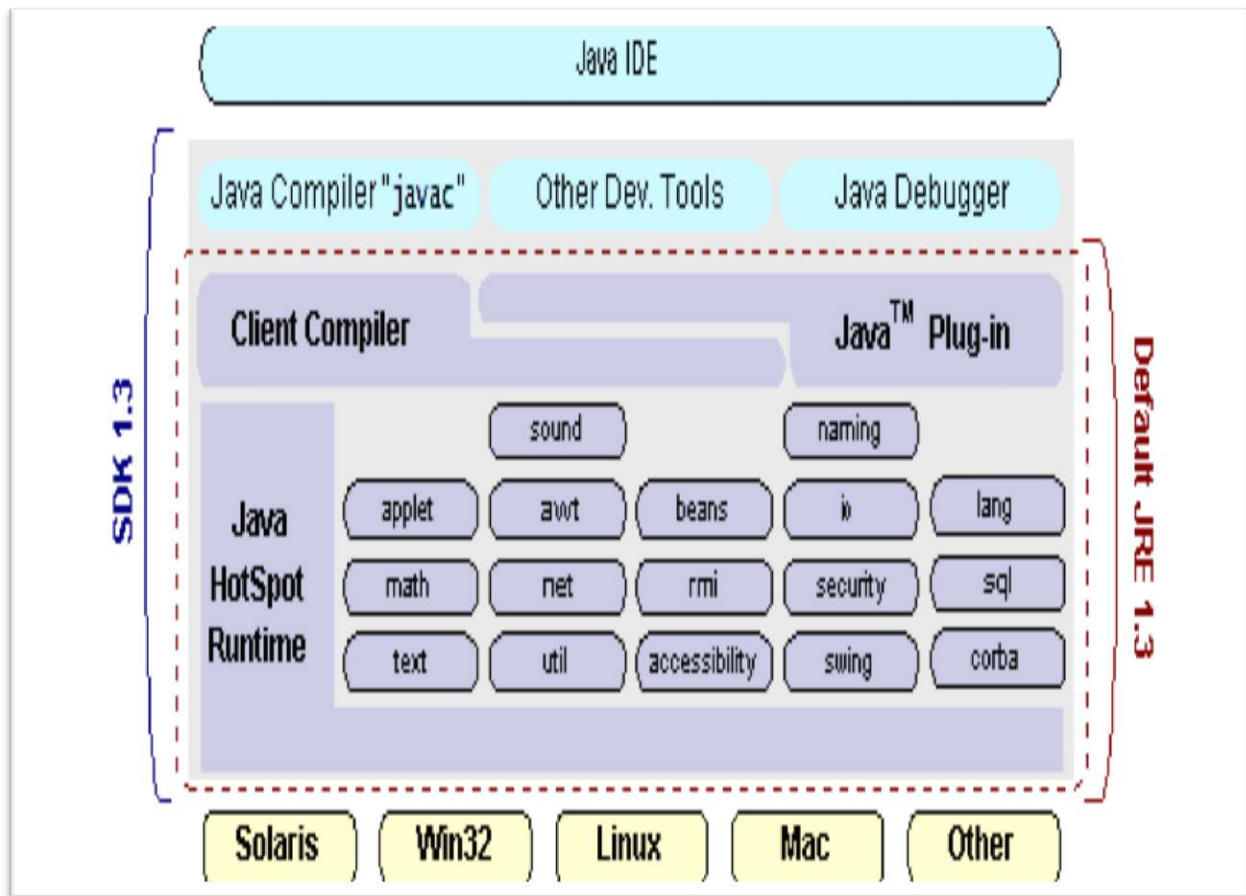 Java IDE
Java Compiler "javac"
Other Dev. Tools
Java Debugger
Client Compiler
Java™ Plug-in
SDK 1.3
Default JRE 1.3
Java
HotSpot
Runtime
sound
naming
applet
awt
beans
io
lang
math
net
rmi
security
sql
text
util
accessibility
swing
corba
Solaris
Win32
Linux
Mac
Other